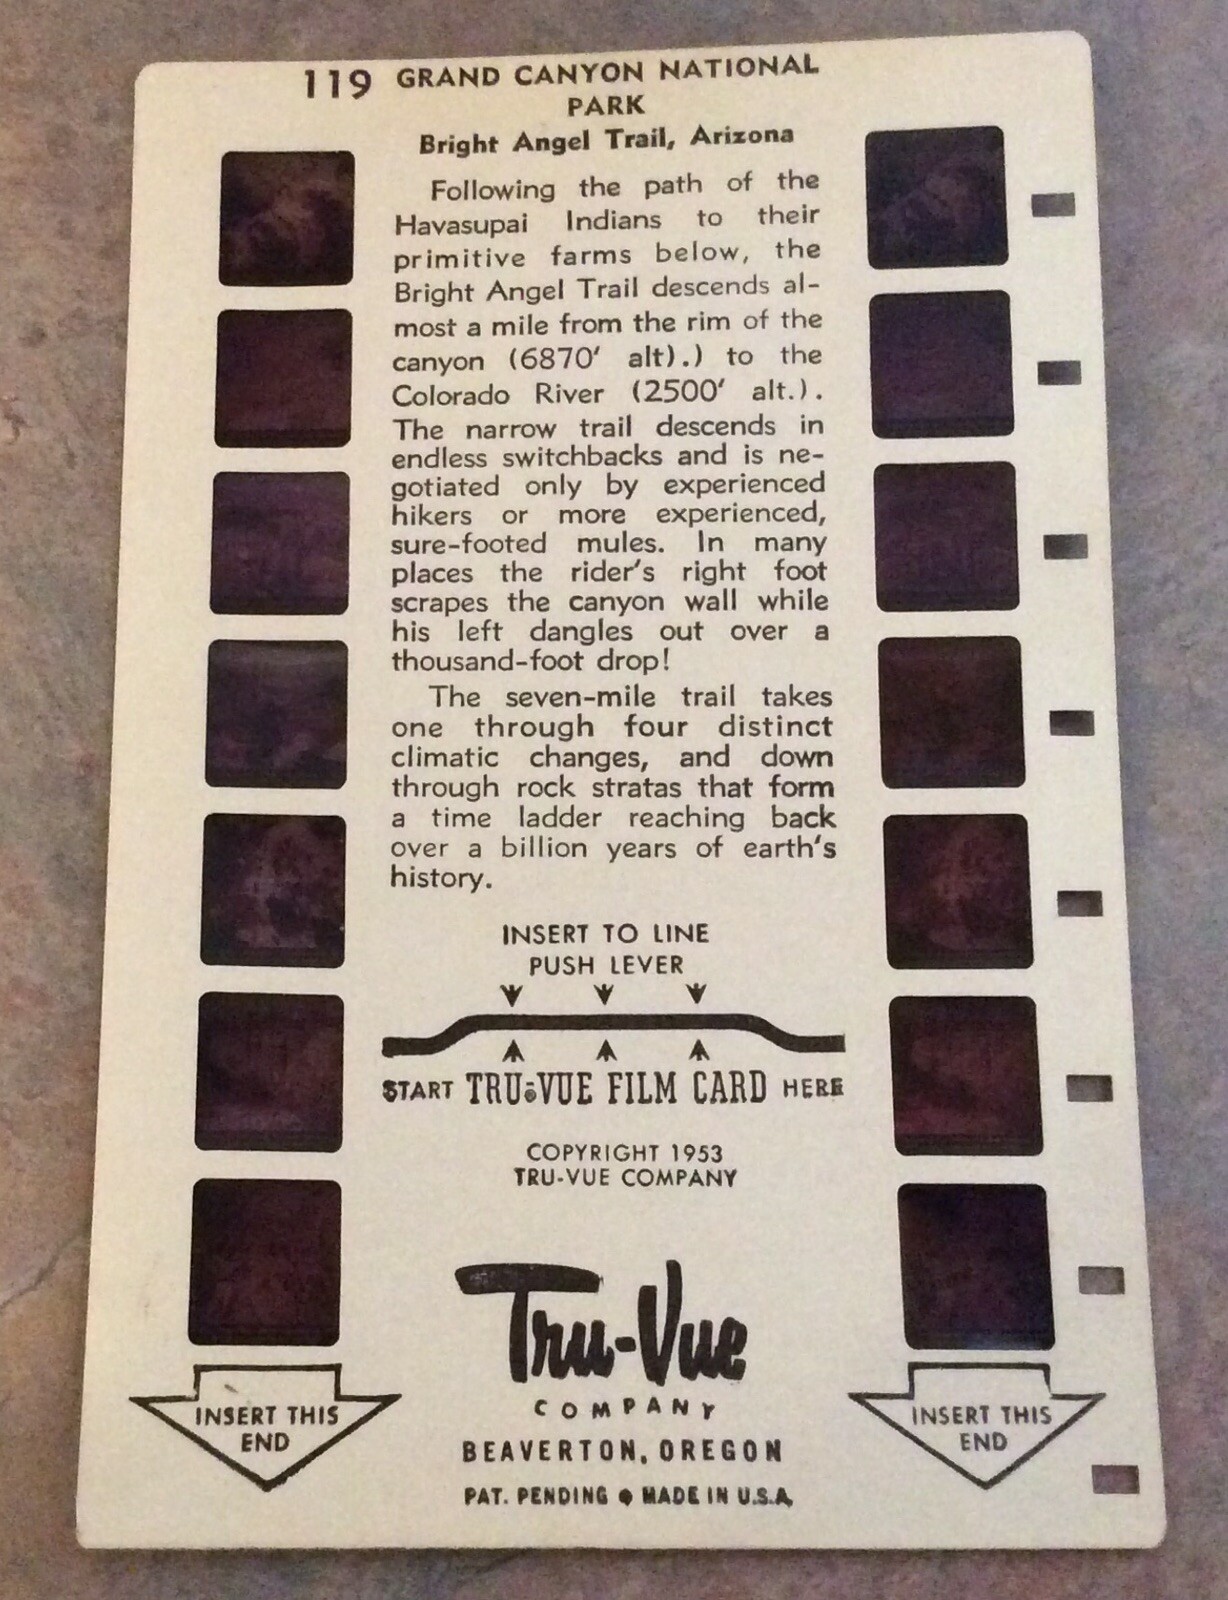 119 GRAND CANYON NATIONAL
PARK
Bright Angel Trail, Arizona
Following the path of the
Havasupai Indians to their
primitive farms below, the
Bright Angel Trail descends al-
most a mile from the rim of the
canyon (6870' alt).) to the
Colorado River (2500' alt.).
The narrow trail descends in
endless switchbacks and is ne-
gotiated only by experienced
hikers or more experienced,
sure-footed mules. In many
places the rider's right foot
scrapes the canyon wall while
his left dangles out over a
thousand-foot drop!
The seven-mile trail takes
one through four distinct
climatic changes, and down
through rock stratas that form
a time ladder reaching back
over a billion years of earth's
history.
INSERT TO LINE
PUSH LEVER
START TRU-VUE FILM CARD HERE
COPYRIGHT 1953
TRU-VUE COMPANY
Tru-Vue
COMPANY
BEAVERTON, OREGON
PAT. PENDING ● MADE IN U.S.A.
INSERT THIS
END
INSERT THIS
END